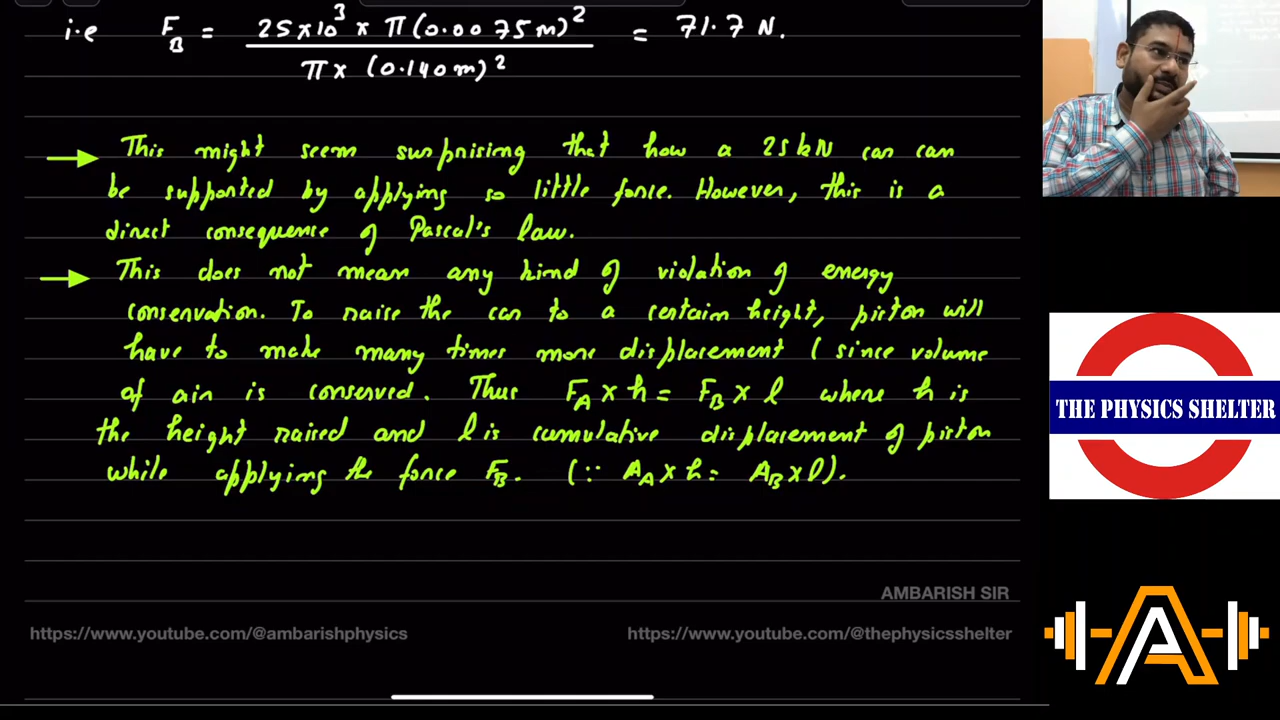 i.e F_B = 25×10³ × π(0.0075m)² / π× (0.140m)² = 71.7 N.
→ This might seem surprising that how a 25kN car can
be supported by applying so little force. However, this is a
direct consequence of Pascal's law.
→ This does not mean any kind of violation of energy
conservation. To raise the car to a certain height, piston will
have to make many times more displacement ( since volume
of air is conserved. Thus F_A × h = F_B × l where h is
the height raised and l is cumulative displacement of piston
while applying the force F_B. (∵ A_A × h = A_B × l).
THE PHYSICS SHELTER
AMBARISH SIR
https://www.youtube.com/@ambarishphysics
https://www.youtube.com/@thephysicsshelter